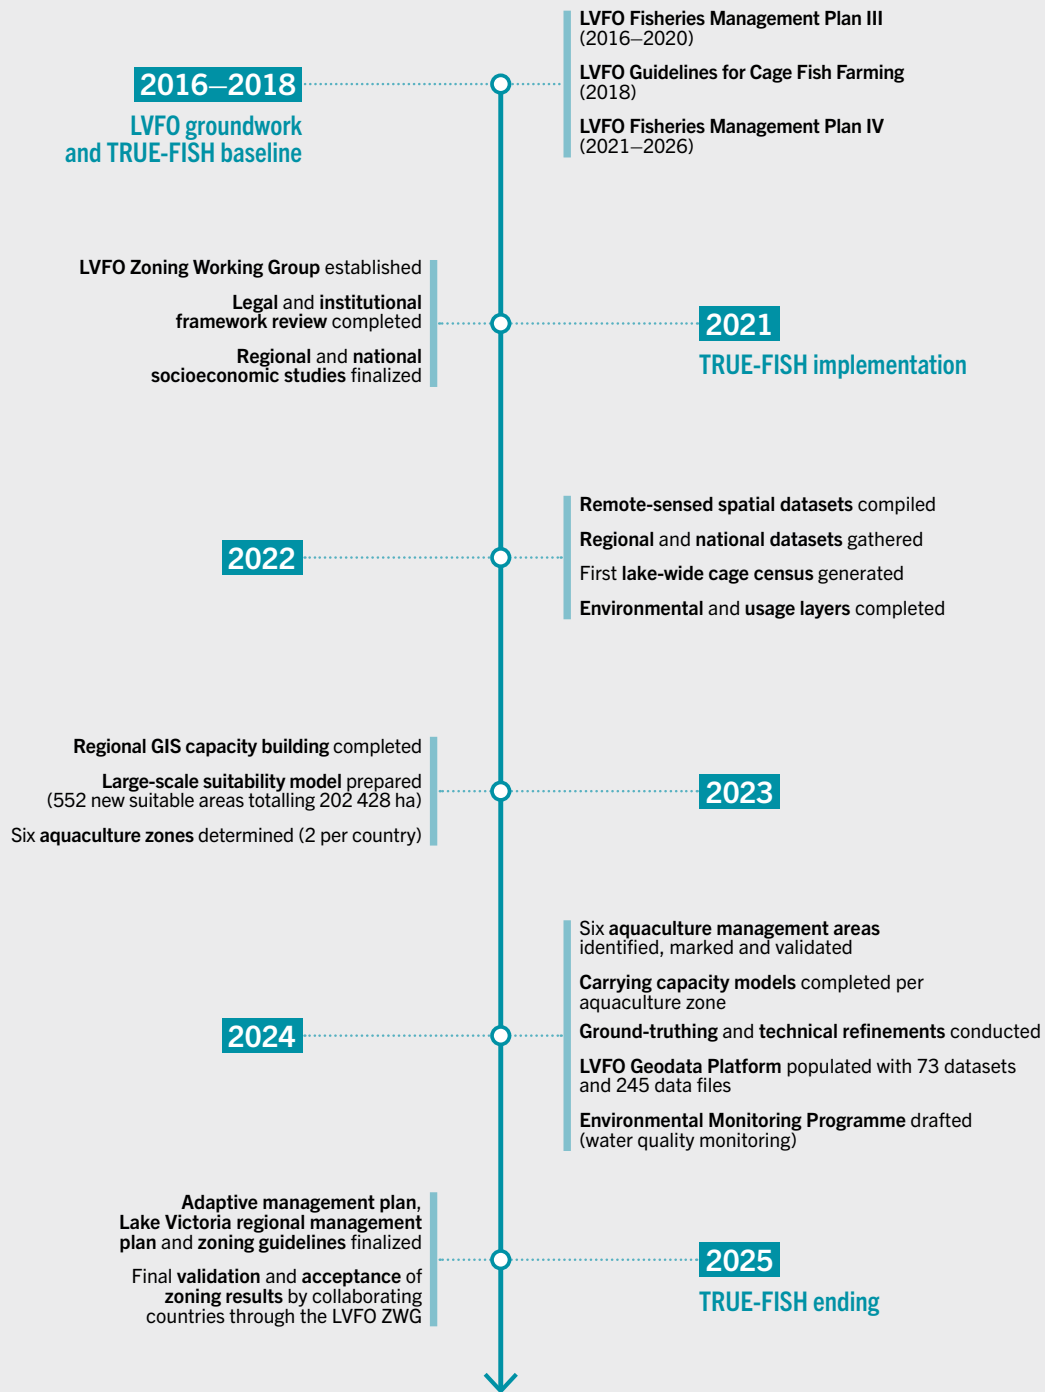 2016–2018
LVFO groundwork
and TRUE-FISH baseline
LVFO Fisheries Management Plan III
(2016–2020)
LVFO Guidelines for Cage Fish Farming
(2018)
LVFO Fisheries Management Plan IV
(2021–2026)
2021
TRUE-FISH implementation
LVFO Zoning Working Group established
Legal and institutional
framework review completed
Regional and national
socioeconomic studies finalized
2022
Remote-sensed spatial datasets compiled
Regional and national datasets gathered
First lake-wide cage census generated
Environmental and usage layers completed
2023
Regional GIS capacity building completed
Large-scale suitability model prepared
(552 new suitable areas totalling 202 428 ha)
Six aquaculture zones determined (2 per country)
2024
Six aquaculture management areas
identified, marked and validated
Carrying capacity models completed per
aquaculture zone
Ground-truthing and technical refinements conducted
LVFO Geodata Platform populated with 73 datasets
and 245 data files
Environmental Monitoring Programme drafted
(water quality monitoring)
2025
TRUE-FISH ending
Adaptive management plan,
Lake Victoria regional management
plan and zoning guidelines finalized
Final validation and acceptance of
zoning results by collaborating
countries through the LVFO ZWG